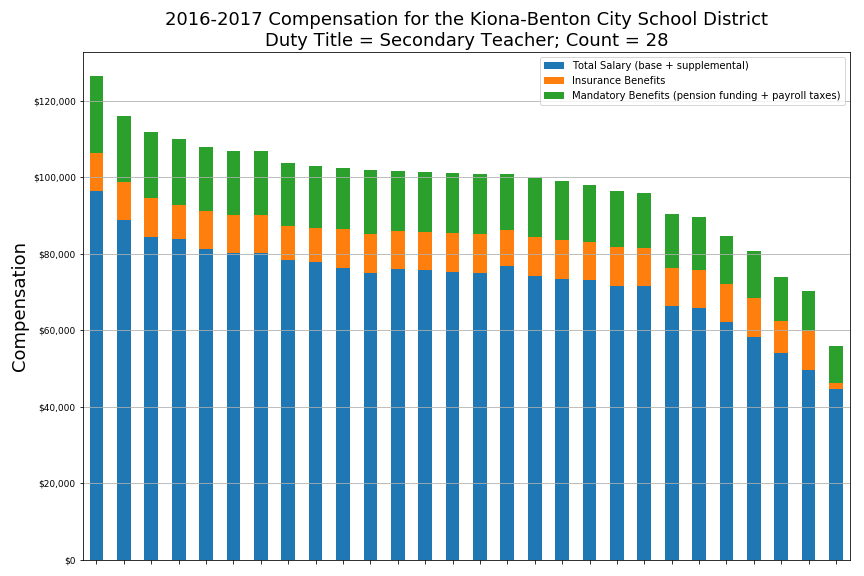 2016-2017 Compensation for the Kiona-Benton City School District
Duty Title = Secondary Teacher; Count = 28
Total Salary (base + supplemental)
Insurance Benefits
Mandatory Benefits (pension funding + payroll taxes)
Compensation
$120,000
$100,000
$80,000
$60,000
$40,000
$20,000
$0